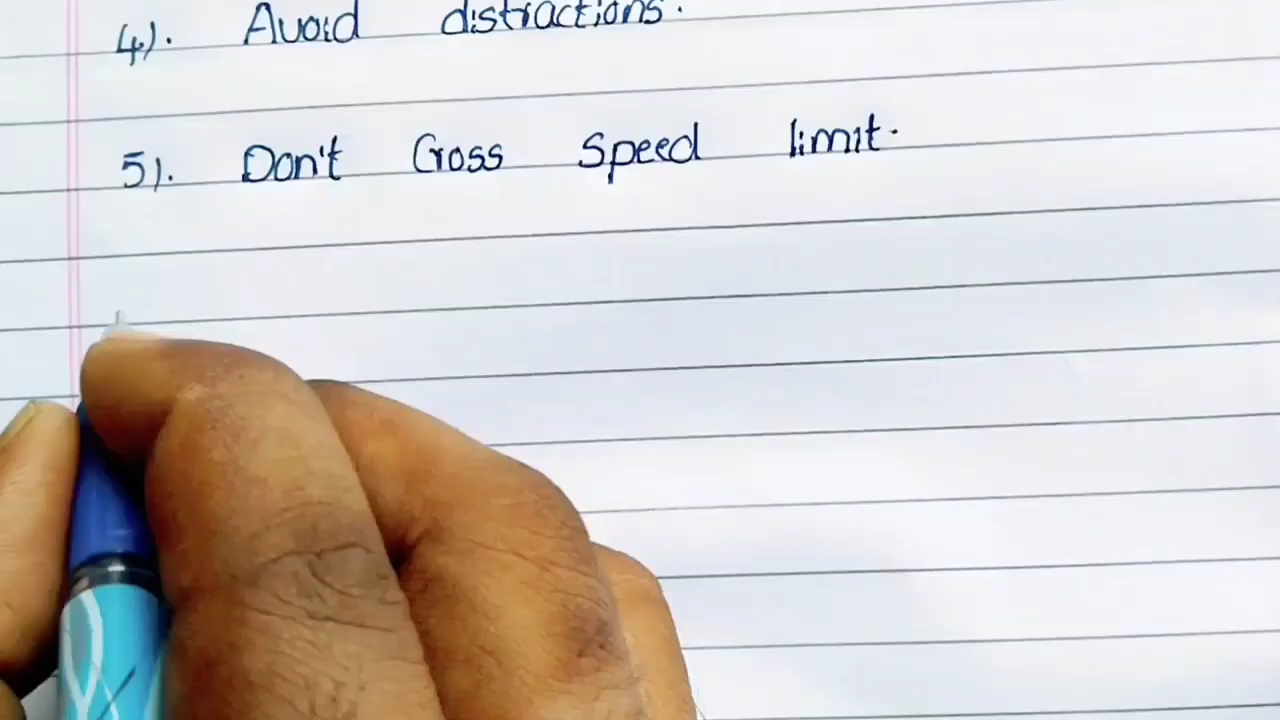 4). Avoid distractions.
5). Don't Cross Speed limit.